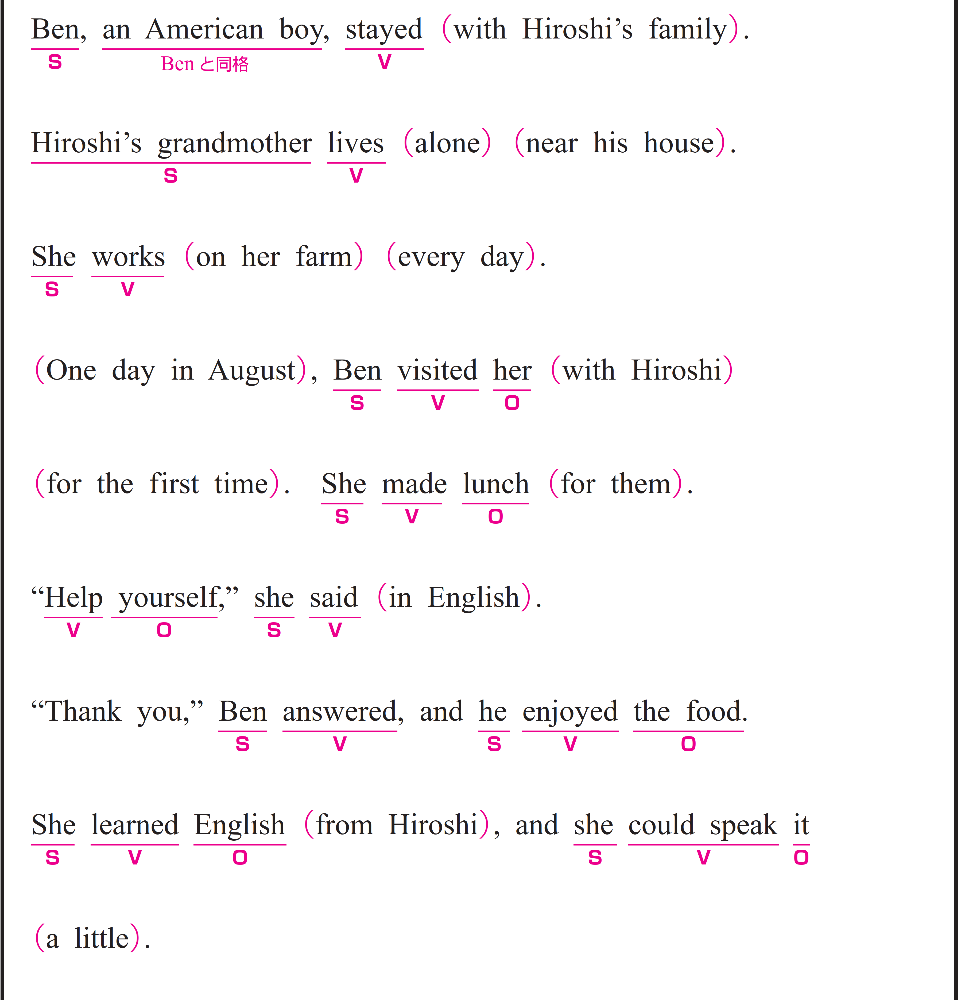 Ben, an American boy, stayed （with Hiroshi’s family）.
S Benと同格 V
Hiroshi’s grandmother lives （alone）（near his house）.
S V
She works （on her farm）（every day）.
S V
（One day in August）, Ben visited her （with Hiroshi）
S V O
（for the first time）. She made lunch （for them）.
S V O
“Help yourself,” she said （in English）.
V O S V
“Thank you,” Ben answered, and he enjoyed the food.
S V S V O
She learned English （from Hiroshi）, and she could speak it
S V O S V O
（a little）.